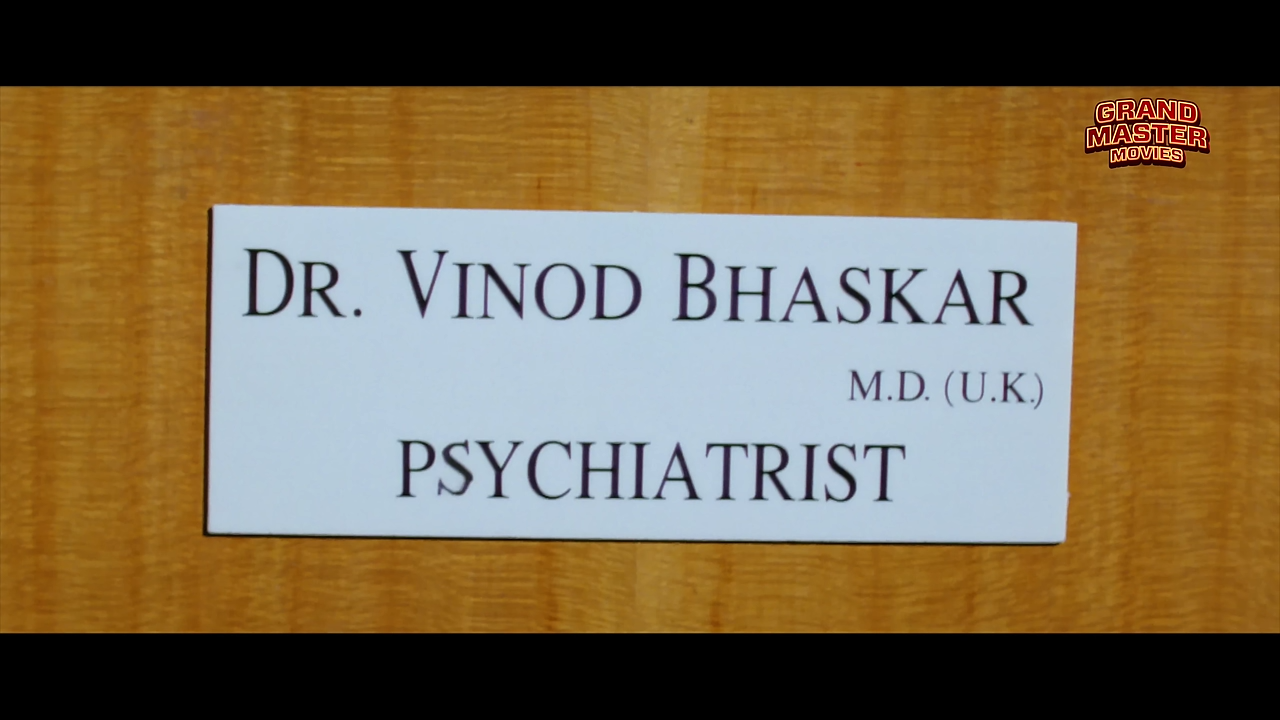 GRAND
MASTER
MOVIES
DR. VINOD BHASKAR
M.D. (U.K.)
PSYCHIATRIST